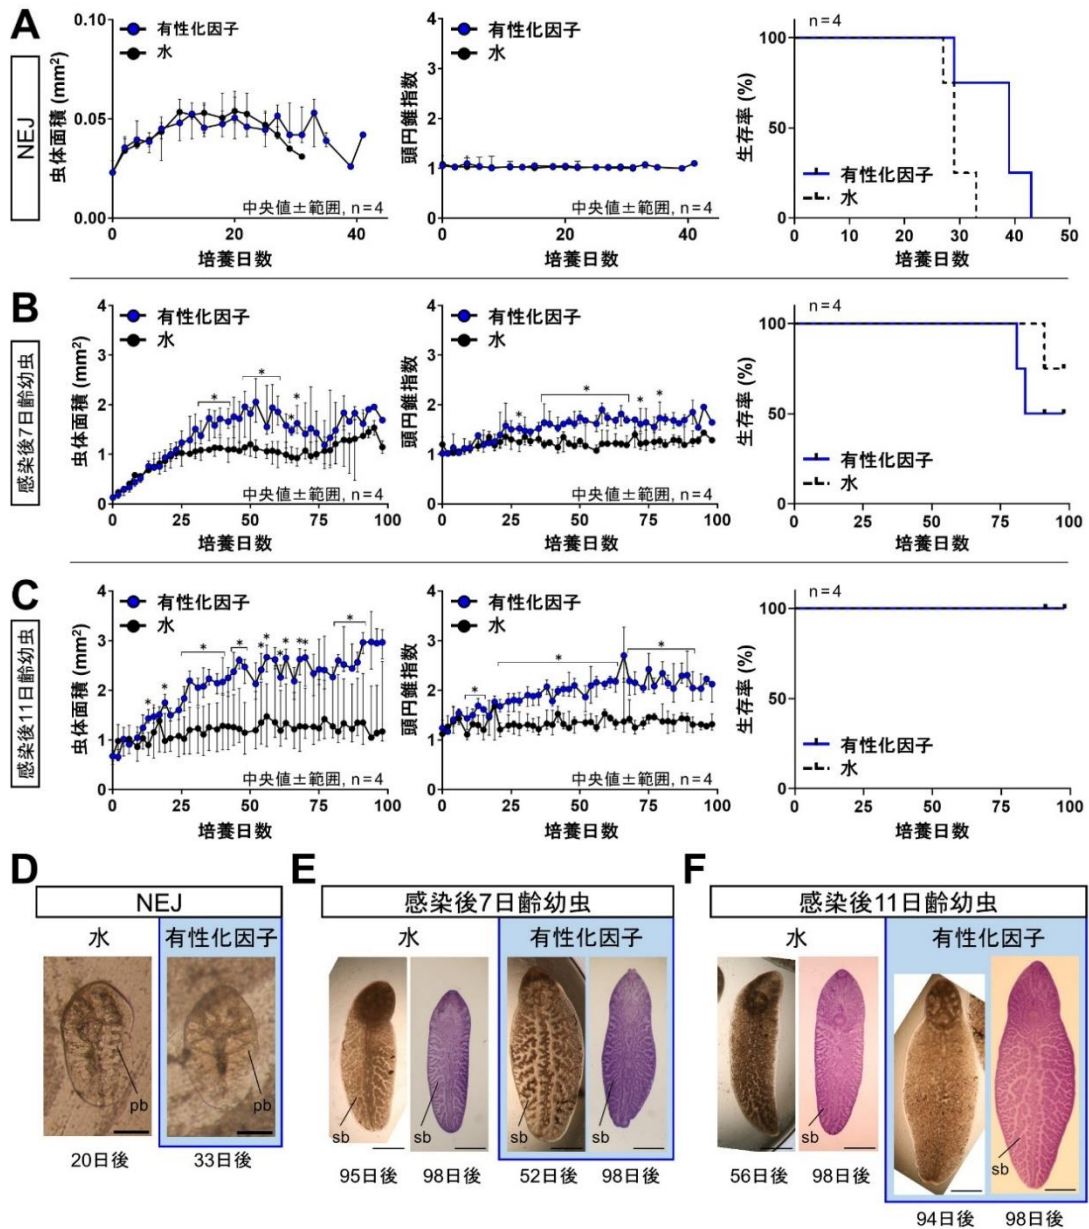 A
NEJ
虫体面積 (mm²)
0.10
0.05
0.00
有性化因子
水
中央値±範囲, n=4
0
20
40
培養日数
頭円錐指数
4
3
2
1
0
有性化因子
水
中央値±範囲, n=4
0
20
40
培養日数
生存率 (%)
n=4
100
50
0
有性化因子
水
0
10
20
30
40
50
培養日数
B
感染後7日齢幼虫
虫体面積 (mm²)
4
3
2
1
0
有性化因子
水
*
*
*
*
中央値±範囲, n=4
0
25
50
75
100
培養日数
頭円錐指数
4
3
2
1
0
有性化因子
水
*
*
*
*
中央値±範囲, n=4
0
25
50
75
100
培養日数
生存率 (%)
n=4
100
50
0
有性化因子
水
0
25
50
75
100
培養日数
C
感染後11日齢幼虫
虫体面積 (mm²)
4
3
2
1
0
有性化因子
水
*
*
*
*
*
*
*
*
*
*
*
中央値±範囲, n=4
0
25
50
75
100
培養日数
頭円錐指数
4
3
2
1
0
有性化因子
水
*
*
*
中央値±範囲, n=4
0
25
50
75
100
培養日数
生存率 (%)
n=4
100
50
0
有性化因子
水
0
25
50
75
100
培養日数
D
NEJ
水
有性化因子
pb
pb
20日後
33日後
E
感染後7日齢幼虫
水
有性化因子
sb
sb
sb
sb
95日後
98日後
52日後
98日後
F
感染後11日齢幼虫
水
有性化因子
sb
sb
56日後
98日後
94日後
98日後